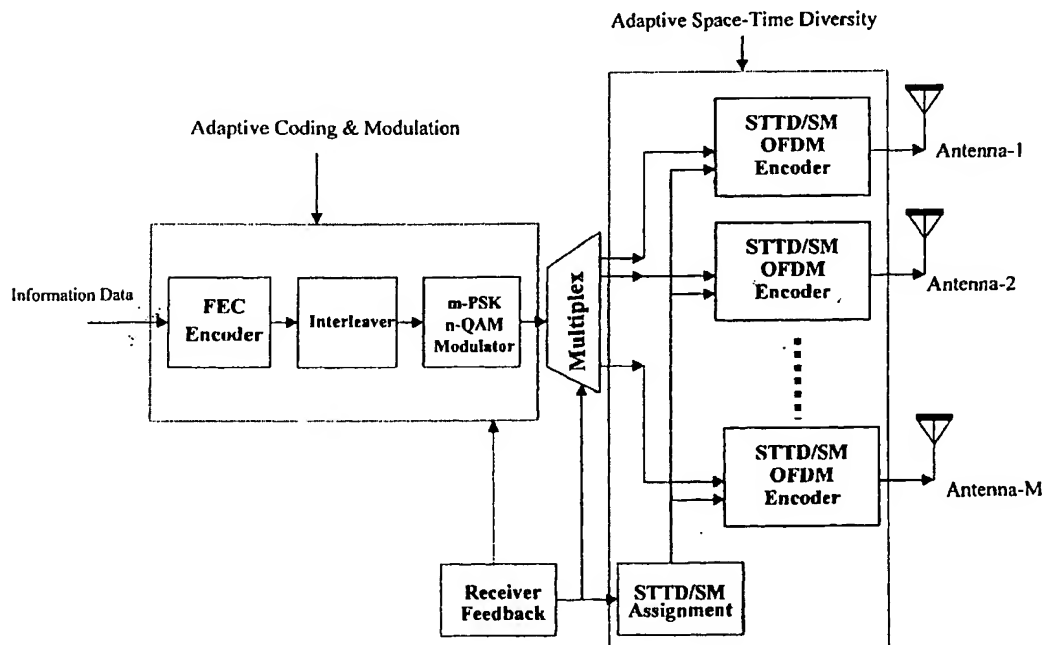 Adaptive Space-Time Diversity
Adaptive Coding & Modulation
STTD/SM
OFDM
Encoder
Antenna-1
STTD/SM
OFDM
Encoder
Antenna-2
Information Data
FEC
Encoder
Interleaver
m-PSK
n-QAM
Modulator
Multiplex
STTD/SM
OFDM
Encoder
Antenna-M
Receiver
Feedback
STTD/SM
Assignment